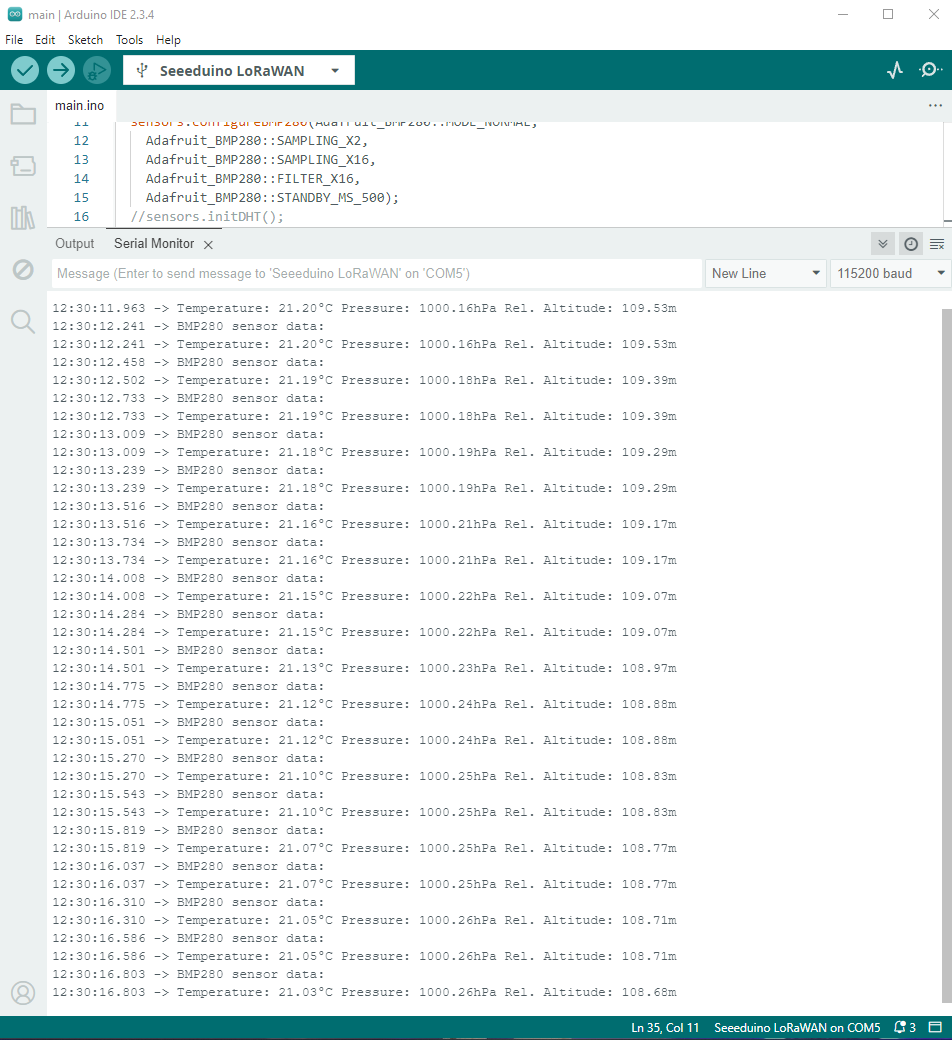 main | Arduino IDE 2.3.4
File Edit Sketch Tools Help
Seeeduino LoRaWAN
main.ino
11 sensors.configureBMP280(Adafruit_BMP280::MODE_NORMAL,
12 Adafruit_BMP280::SAMPLING_X2,
13 Adafruit_BMP280::SAMPLING_X16,
14 Adafruit_BMP280::FILTER_X16,
15 Adafruit_BMP280::STANDBY_MS_500);
16 //sensors.initDHT();
Output Serial Monitor
Message (Enter to send message to 'Seeeduino LoRaWAN' on 'COM5') New Line 115200 baud
12:30:11.963 -> Temperature: 21.20°C Pressure: 1000.16hPa Rel. Altitude: 109.53m
12:30:12.241 -> BMP280 sensor data:
12:30:12.241 -> Temperature: 21.20°C Pressure: 1000.16hPa Rel. Altitude: 109.53m
12:30:12.458 -> BMP280 sensor data:
12:30:12.502 -> Temperature: 21.19°C Pressure: 1000.18hPa Rel. Altitude: 109.39m
12:30:12.733 -> BMP280 sensor data:
12:30:12.733 -> Temperature: 21.19°C Pressure: 1000.18hPa Rel. Altitude: 109.39m
12:30:13.009 -> BMP280 sensor data:
12:30:13.009 -> Temperature: 21.18°C Pressure: 1000.19hPa Rel. Altitude: 109.29m
12:30:13.239 -> BMP280 sensor data:
12:30:13.239 -> Temperature: 21.18°C Pressure: 1000.19hPa Rel. Altitude: 109.29m
12:30:13.516 -> BMP280 sensor data:
12:30:13.516 -> Temperature: 21.16°C Pressure: 1000.21hPa Rel. Altitude: 109.17m
12:30:13.734 -> BMP280 sensor data:
12:30:13.734 -> Temperature: 21.16°C Pressure: 1000.21hPa Rel. Altitude: 109.17m
12:30:14.008 -> BMP280 sensor data:
12:30:14.008 -> Temperature: 21.15°C Pressure: 1000.22hPa Rel. Altitude: 109.07m
12:30:14.284 -> BMP280 sensor data:
12:30:14.284 -> Temperature: 21.15°C Pressure: 1000.22hPa Rel. Altitude: 109.07m
12:30:14.501 -> BMP280 sensor data:
12:30:14.501 -> Temperature: 21.13°C Pressure: 1000.23hPa Rel. Altitude: 108.97m
12:30:14.775 -> BMP280 sensor data:
12:30:14.775 -> Temperature: 21.12°C Pressure: 1000.24hPa Rel. Altitude: 108.88m
12:30:15.051 -> BMP280 sensor data:
12:30:15.051 -> Temperature: 21.12°C Pressure: 1000.24hPa Rel. Altitude: 108.88m
12:30:15.270 -> BMP280 sensor data:
12:30:15.270 -> Temperature: 21.10°C Pressure: 1000.25hPa Rel. Altitude: 108.83m
12:30:15.543 -> BMP280 sensor data:
12:30:15.543 -> Temperature: 21.10°C Pressure: 1000.25hPa Rel. Altitude: 108.83m
12:30:15.819 -> BMP280 sensor data:
12:30:15.819 -> Temperature: 21.07°C Pressure: 1000.25hPa Rel. Altitude: 108.77m
12:30:16.037 -> BMP280 sensor data:
12:30:16.037 -> Temperature: 21.07°C Pressure: 1000.25hPa Rel. Altitude: 108.77m
12:30:16.310 -> BMP280 sensor data:
12:30:16.310 -> Temperature: 21.05°C Pressure: 1000.26hPa Rel. Altitude: 108.71m
12:30:16.586 -> BMP280 sensor data:
12:30:16.586 -> Temperature: 21.05°C Pressure: 1000.26hPa Rel. Altitude: 108.71m
12:30:16.803 -> BMP280 sensor data:
12:30:16.803 -> Temperature: 21.03°C Pressure: 1000.26hPa Rel. Altitude: 108.68m
Ln 35, Col 11 Seeeduino LoRaWAN on COM5 3